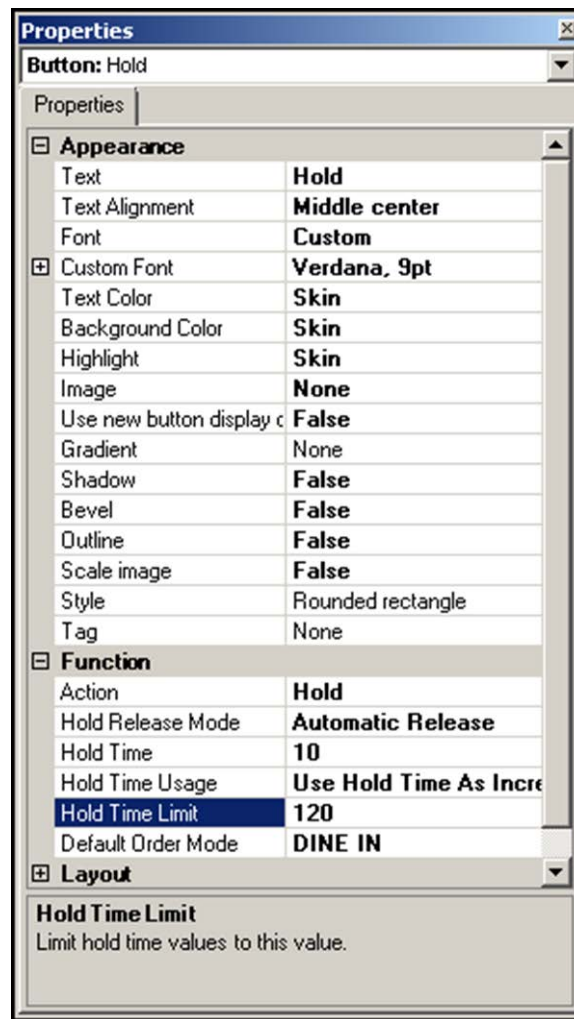 Properties
Button: Hold
Properties
Appearance
Text Hold
Text Alignment Middle center
Font Custom
Custom Font Verdana, 9pt
Text Color Skin
Background Color Skin
Highlight Skin
Image None
Use new button display c False
Gradient None
Shadow False
Bevel False
Outline False
Scale image False
Style Rounded rectangle
Tag None
Function
Action Hold
Hold Release Mode Automatic Release
Hold Time 10
Hold Time Usage Use Hold Time As Incre
Hold Time Limit 120
Default Order Mode DINE IN
Layout
Hold Time Limit
Limit hold time values to this value.